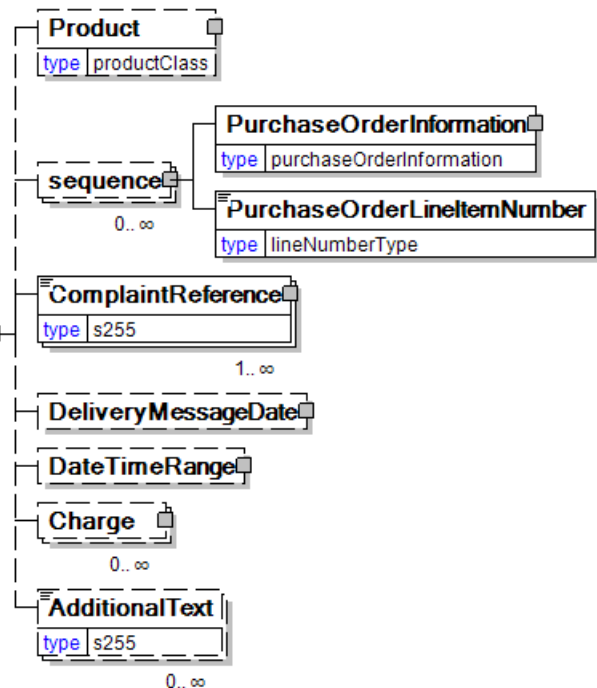 Product
type productClass
PurchaseOrderInformation
type purchaseOrderInformation
sequence
0.. ∞
PurchaseOrderLineItemNumber
type lineNumberType
ComplaintReference
type s255
1.. ∞
DeliveryMessageDate
DateTimeRange
Charge
0.. ∞
AdditionalText
type s255
0.. ∞